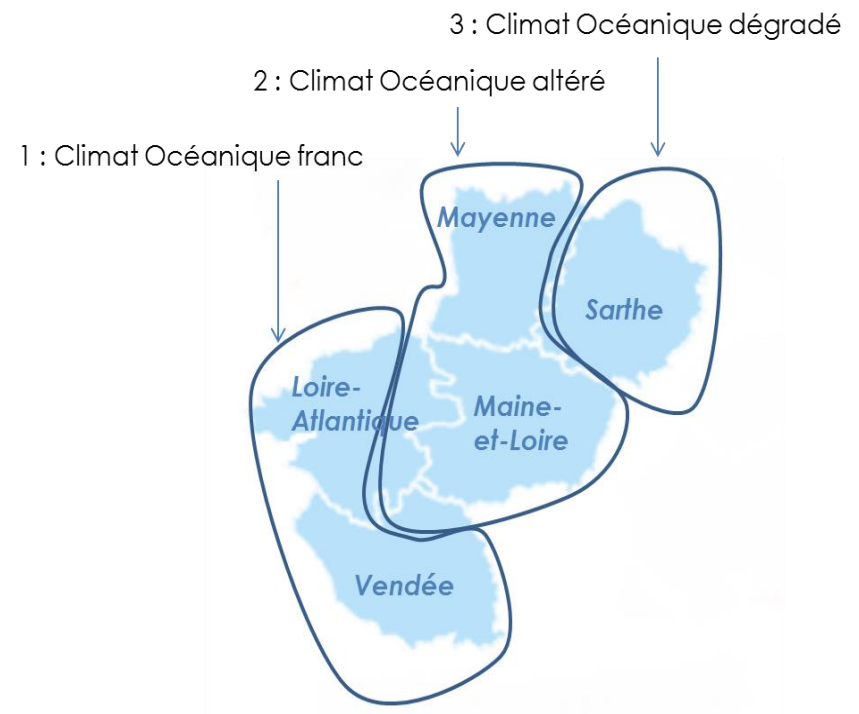 3 : Climat Océanique dégradé
2 : Climat Océanique altéré
1 : Climat Océanique franc
Mayenne
Sarthe
Loire-
Atlantique
Maine-
et-Loire
Vendée